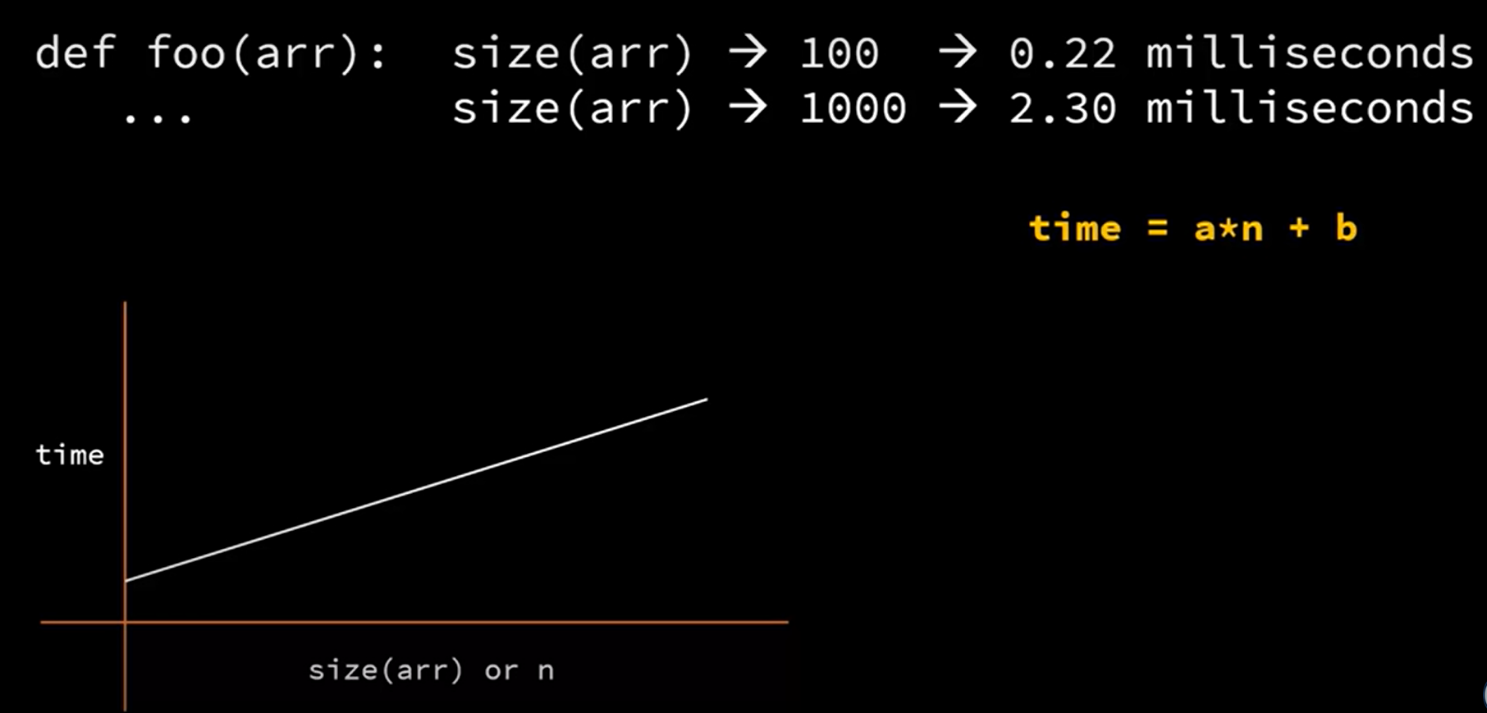 def foo(arr): size(arr) → 100 → 0.22 milliseconds
... size(arr) → 1000 → 2.30 milliseconds
time = a*n + b
time
size(arr) or n